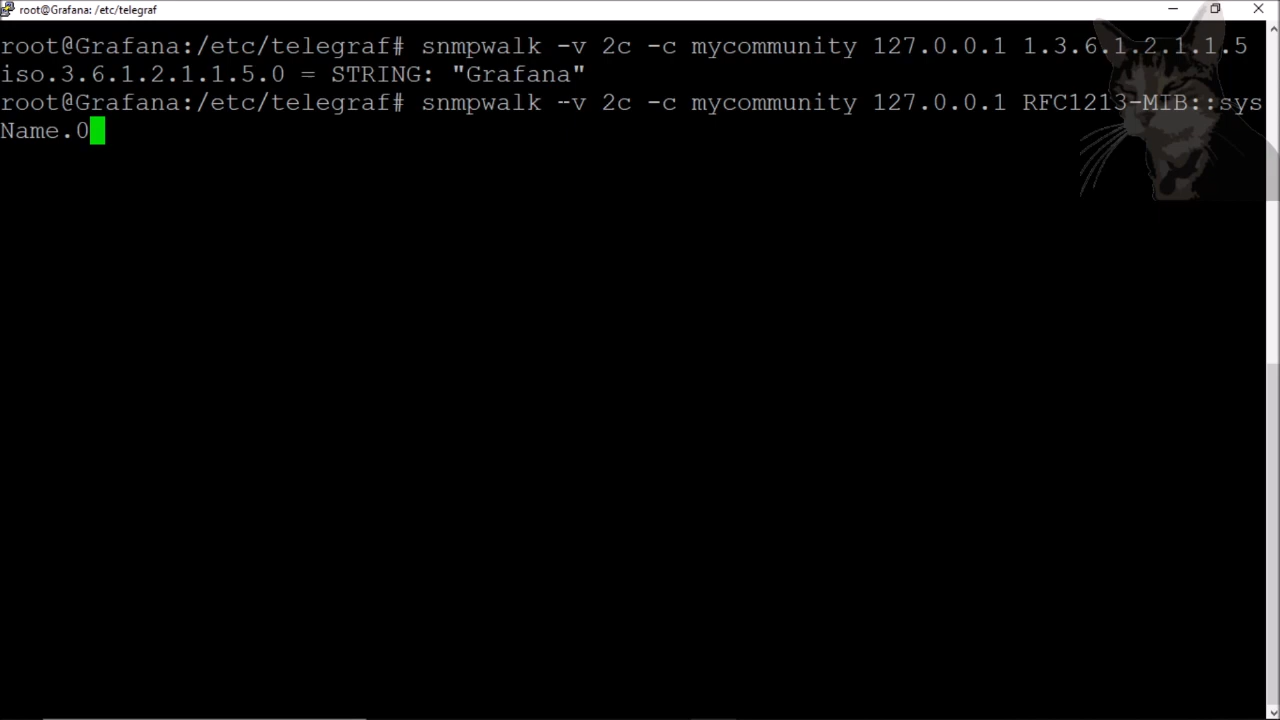 root@Grafana: /etc/telegraf
root@Grafana:/etc/telegraf# snmpwalk -v 2c -c mycommunity 127.0.0.1 1.3.6.1.2.1.1.5
iso.3.6.1.2.1.1.5.0 = STRING: "Grafana"
root@Grafana:/etc/telegraf# snmpwalk -v 2c -c mycommunity 127.0.0.1 RFC1213-MIB::sys
Name.0